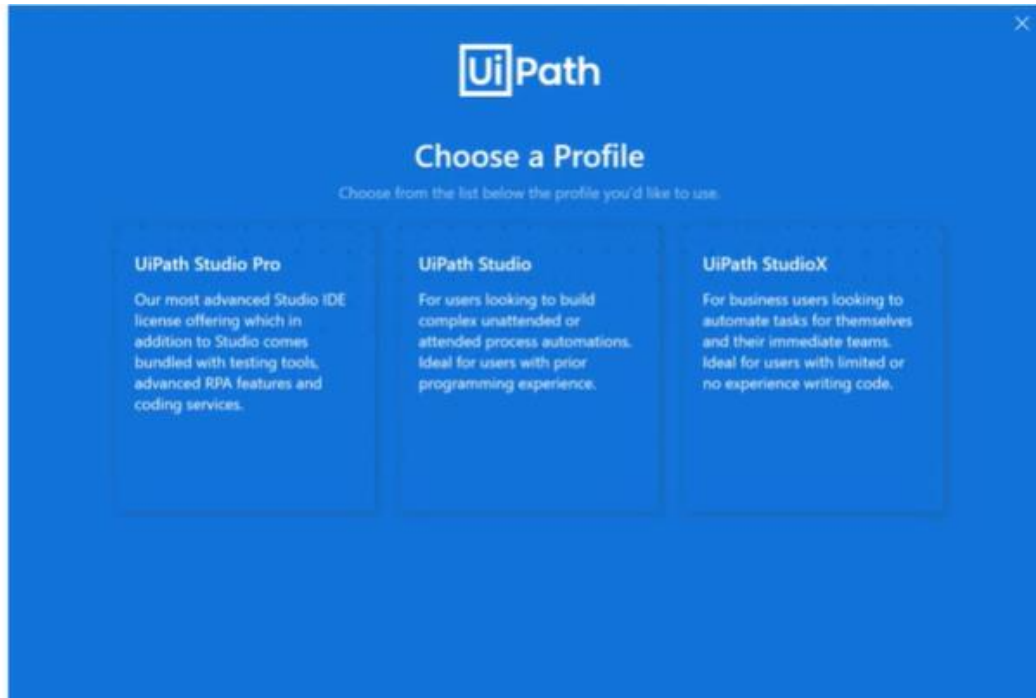 UiPath
Choose a Profile
Choose from the list below the profile you'd like to use.
UiPath Studio Pro
Our most advanced Studio IDE
license offering which in
addition to Studio comes
bundled with testing tools,
advanced RPA features and
coding services.
UiPath Studio
For users looking to build
complex unattended or
attended process automations.
Ideal for users with prior
programming experience.
UiPath StudioX
For business users looking to
automate tasks for themselves
and their immediate teams.
Ideal for users with limited or
no experience writing code.